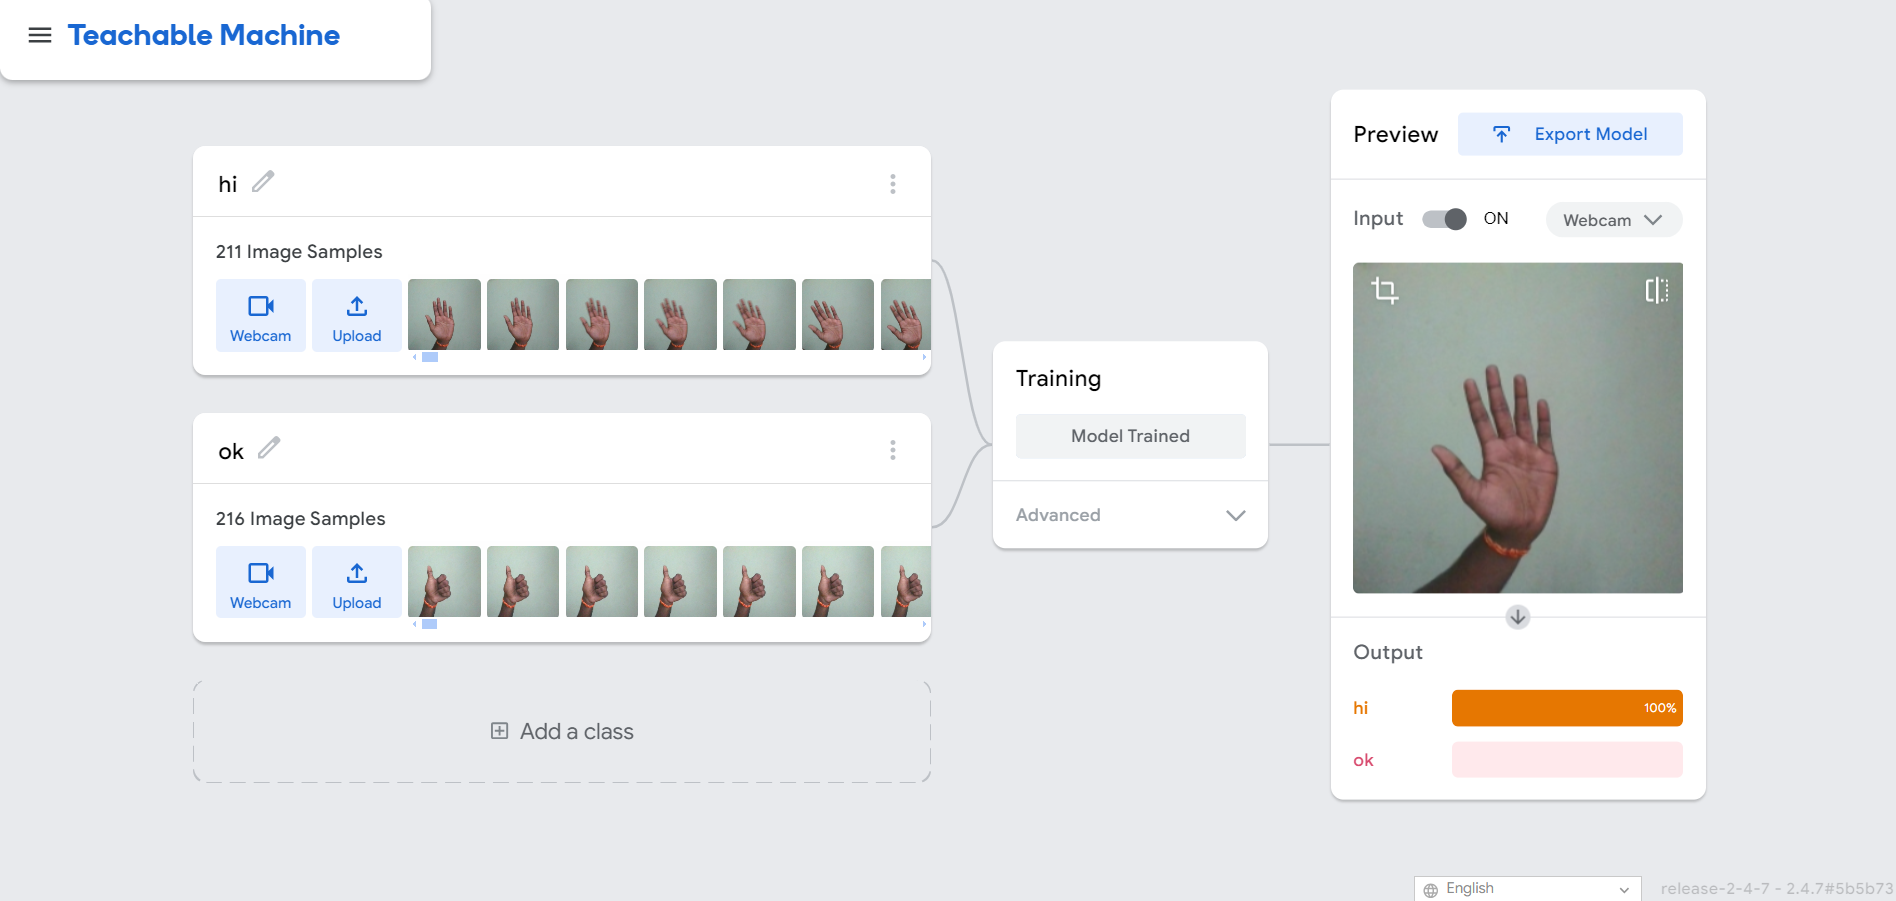 Teachable Machine
hi
211 Image Samples
Webcam
Upload
ok
216 Image Samples
Webcam
Upload
Add a class
Training
Model Trained
Advanced
Preview
Export Model
Input
ON
Webcam
Output
hi
100%
ok
English
release-2-4-7 - 2.4.7#5b5b73